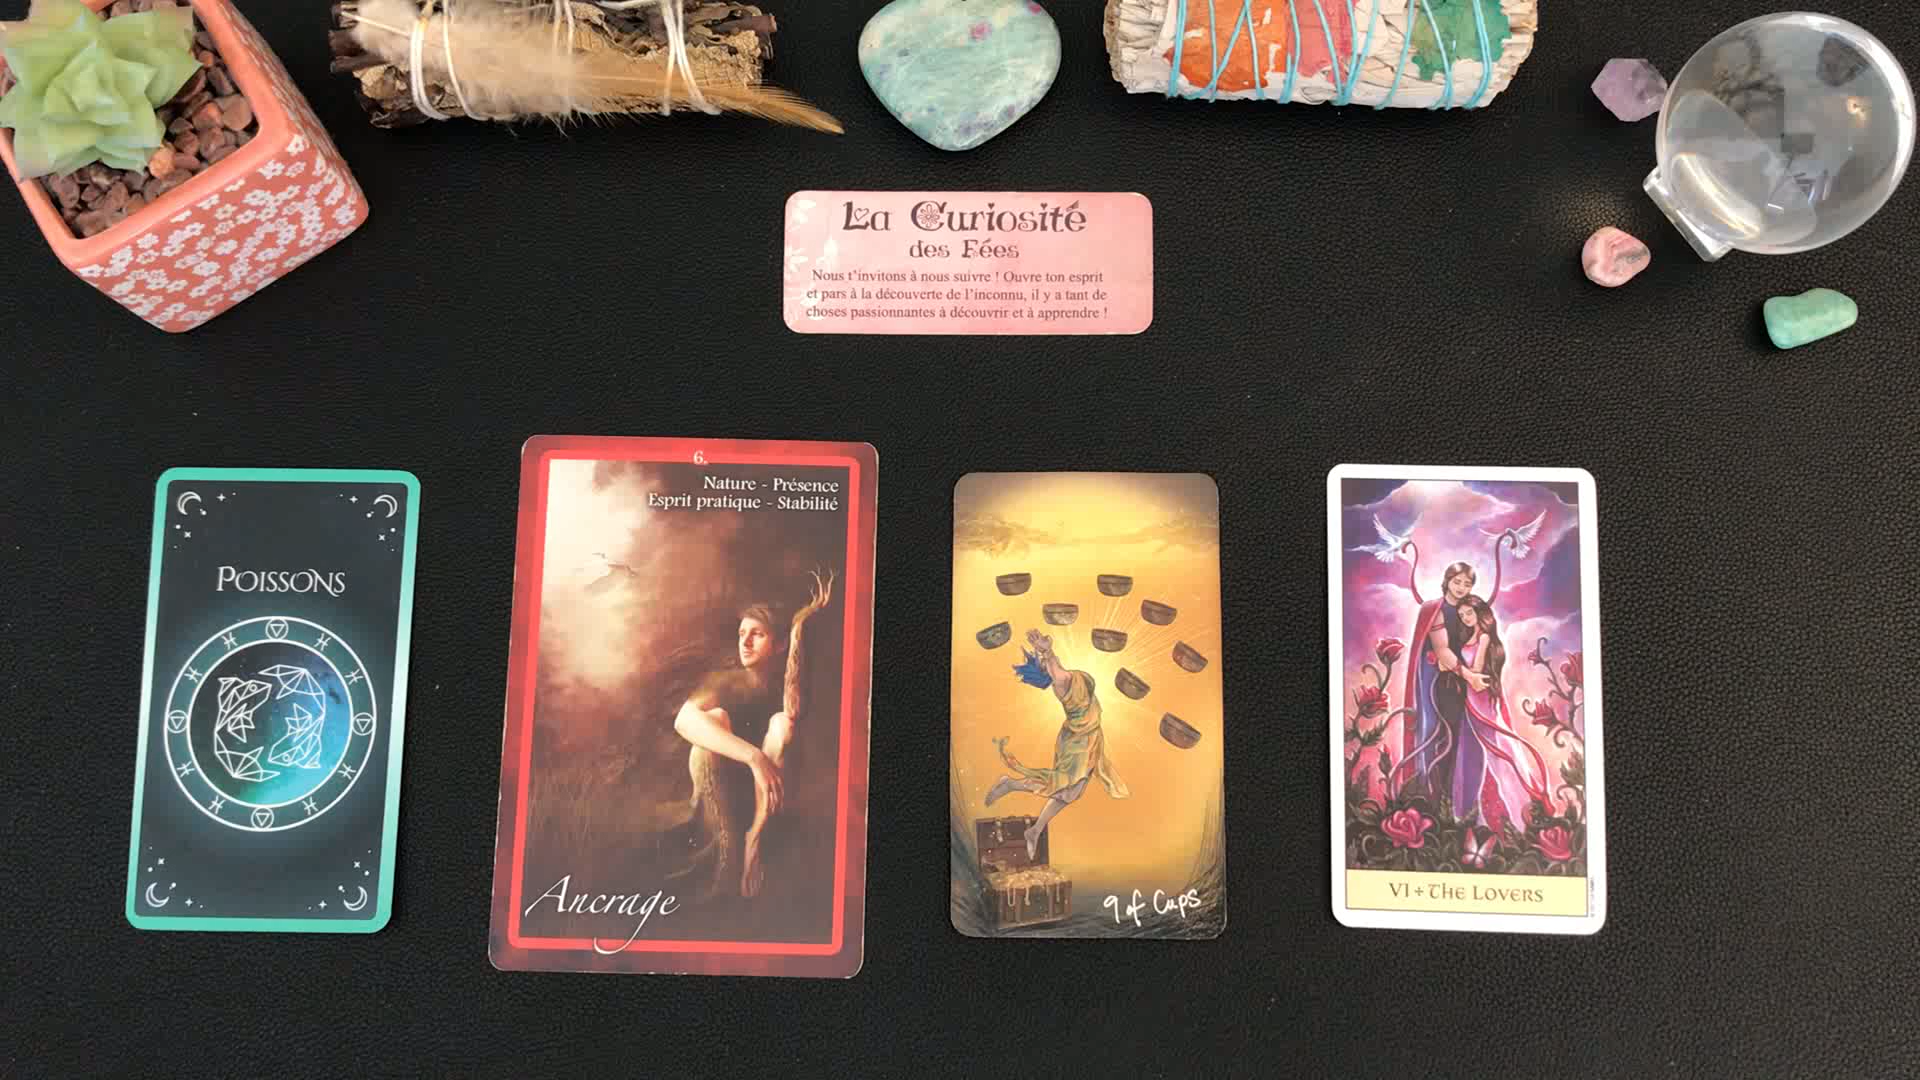 La Curiosité
des Fées
Nous t'invitons à nous suivre ! Ouvre ton esprit
et pars à la découverte de l'inconnu, il y a tant de
choses passionnantes à découvrir et à apprendre !
POISSONS
6.
Nature - Présence
Esprit pratique - Stabilité
Ancrage
9 of Cups
VI + THE LOVERS